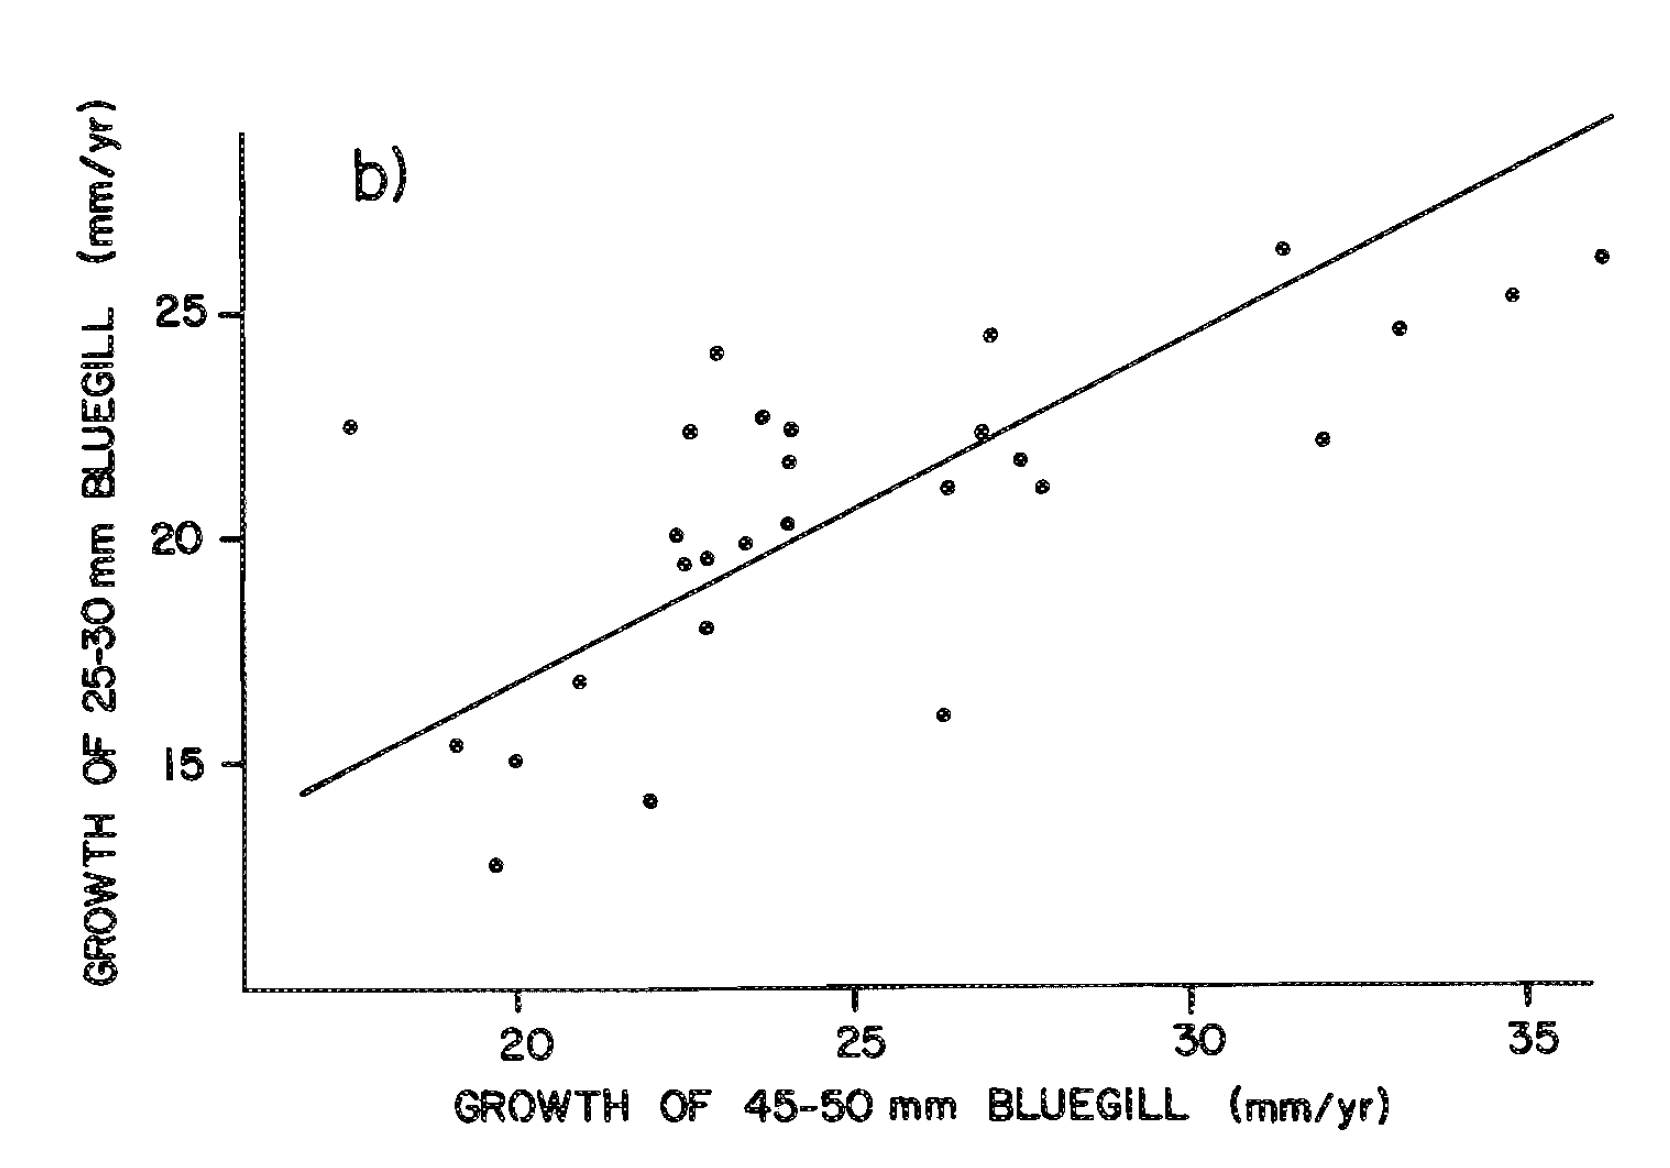 b)
GROWTH OF 25-30 mm BLUEGILL (mm/yr)
25
20
15
20 25 30 35
GROWTH OF 45-50 mm BLUEGILL (mm/yr)